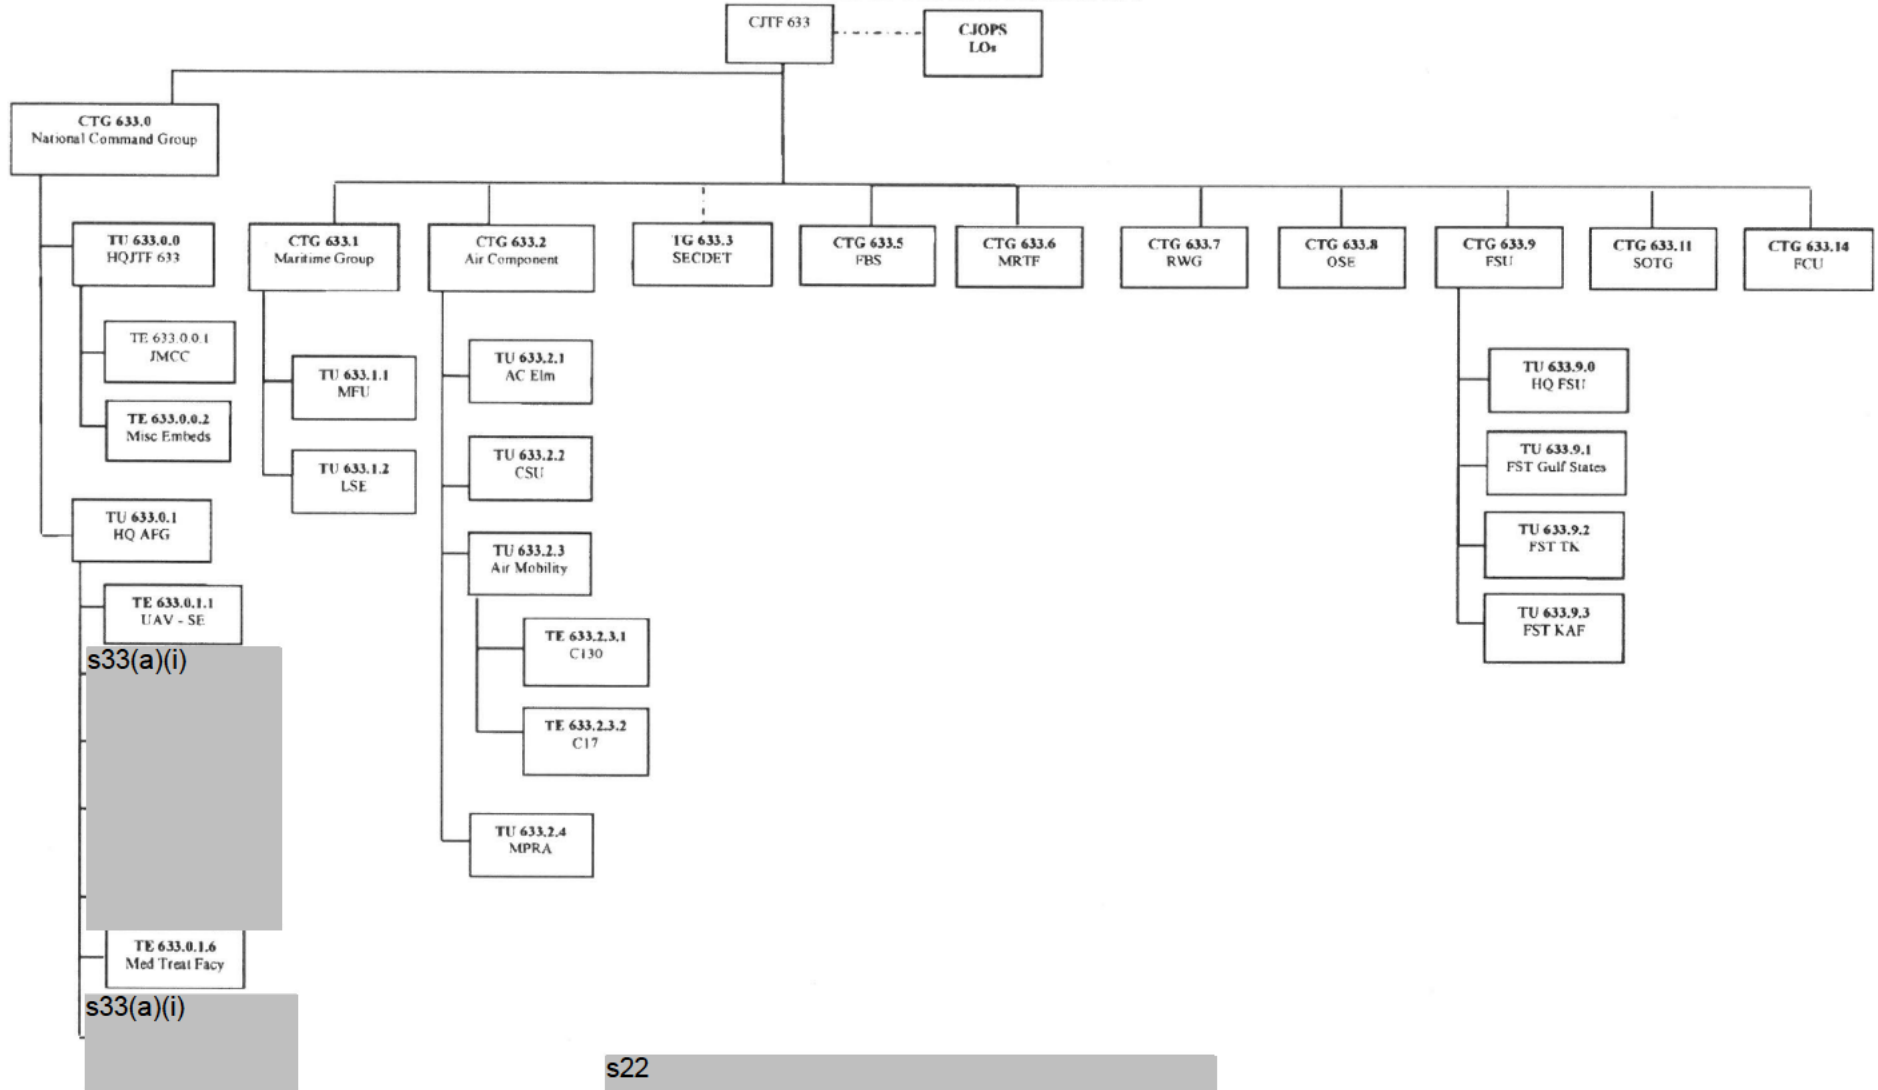 CJTF 633
CJOPS
LOs
CTG 633.0
National Command Group
TU 633.0.0
HQJTF 633
CTG 633.1
Maritime Group
CTG 633.2
Air Component
TG 633.3
SECDET
CTG 633.5
FBS
CTG 633.6
MRTF
CTG 633.7
RWG
CTG 633.8
OSE
CTG 633.9
FSU
CTG 633.11
SOTG
CTG 633.14
FCU
TE 633.0.0.1
JMCC
TE 633.0.0.2
Misc Embeds
TU 633.0.1
HQ AFG
TE 633.0.1.1
UAV - SE
s33(a)(i)
TE 633.0.1.6
Med Treat Facy
s33(a)(i)
TU 633.1.1
MFU
TU 633.1.2
LSE
TU 633.2.1
AC Elm
TU 633.2.2
CSU
TU 633.2.3
Air Mobility
TE 633.2.3.1
C130
TE 633.2.3.2
C17
TU 633.2.4
MPRA
TU 633.9.0
HQ FSU
TU 633.9.1
FST Gulf States
TU 633.9.2
FST TK
TU 633.9.3
FST KAF
s22